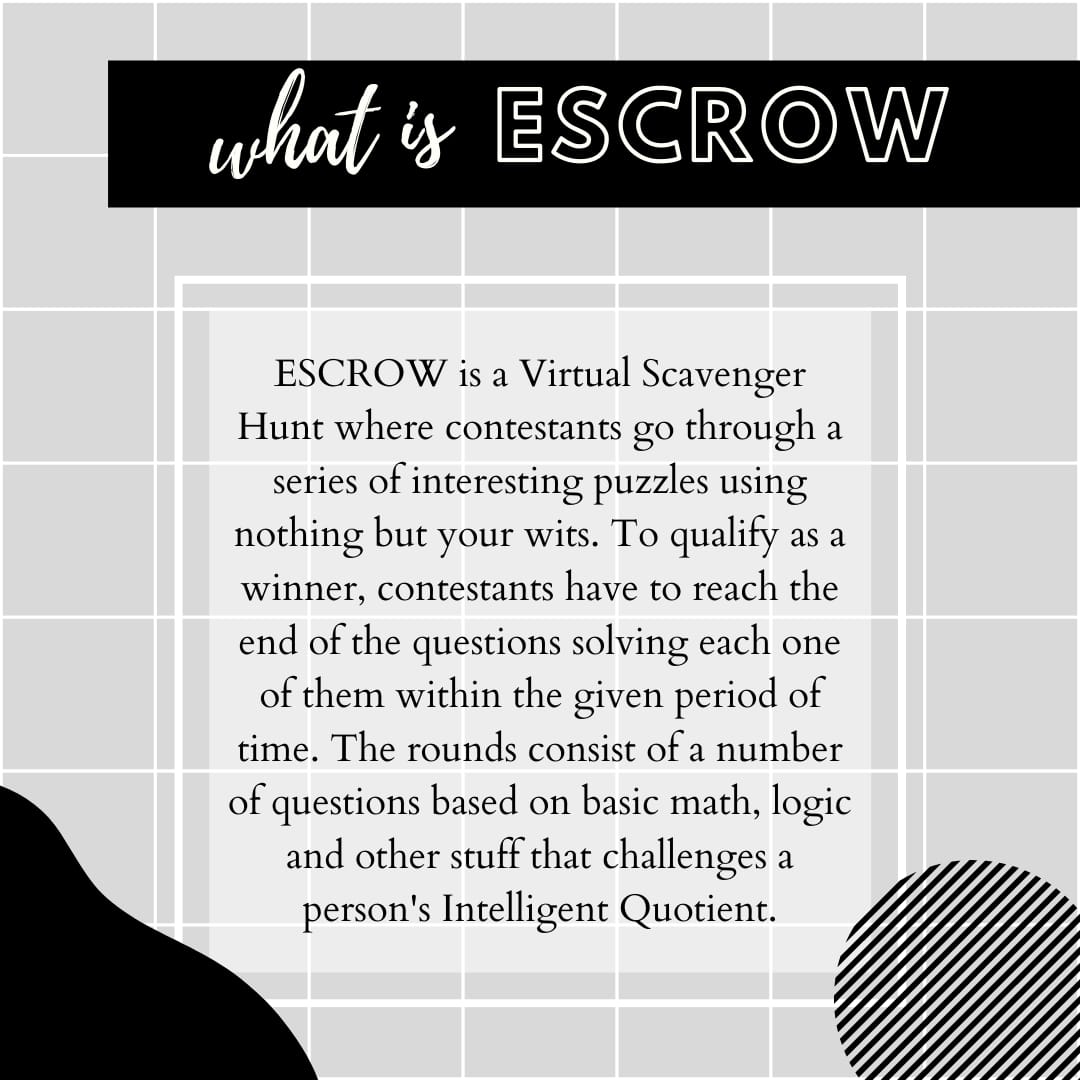 what is ESCROW
ESCROW is a Virtual Scavenger
Hunt where contestants go through a
series of interesting puzzles using
nothing but your wits. To qualify as a
winner, contestants have to reach the
end of the questions solving each one
of them within the given period of
time. The rounds consist of a number
of questions based on basic math, logic
and other stuff that challenges a
person's Intelligent Quotient.